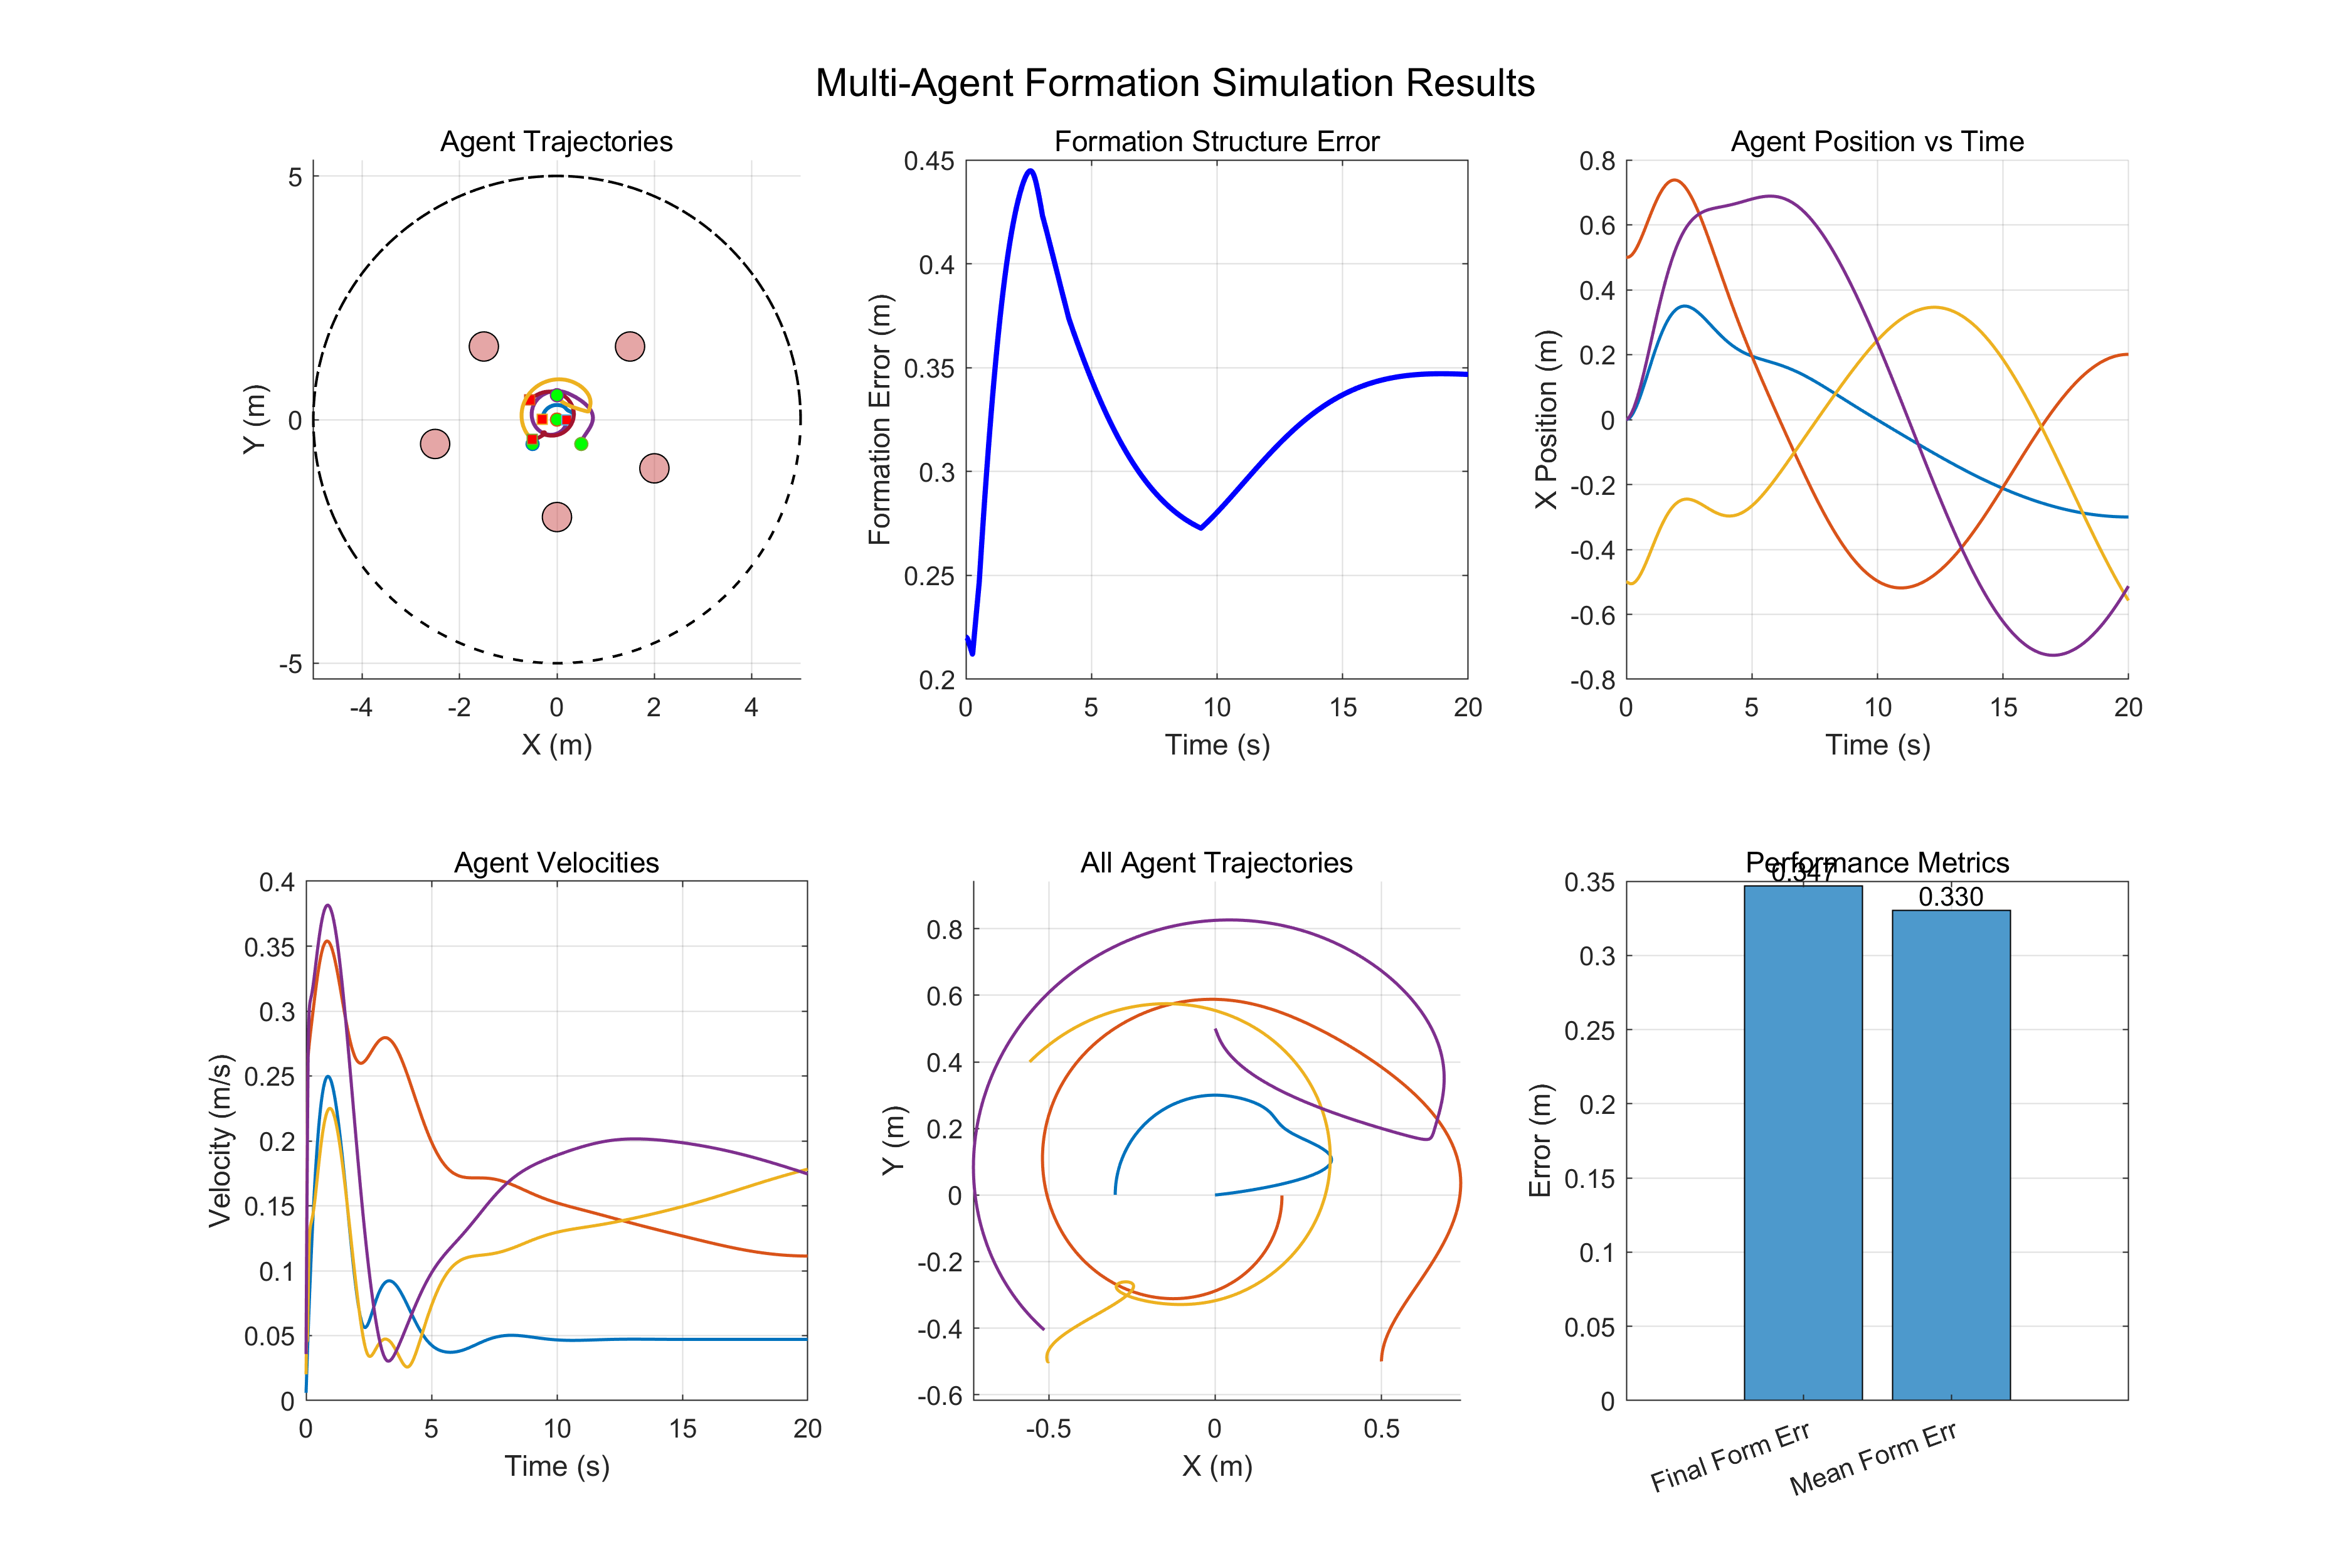 Multi-Agent Formation Simulation Results
Agent Trajectories
5
0
-5
-4 -2 0 2 4
X (m)
Y (m)
Formation Structure Error
0.45
0.4
0.35
0.3
0.25
0.2
0 5 10 15 20
Time (s)
Formation Error (m)
Agent Position vs Time
0.8
0.6
0.4
0.2
0
-0.2
-0.4
-0.6
-0.8
0 5 10 15 20
Time (s)
X Position (m)
Agent Velocities
0.4
0.35
0.3
0.25
0.2
0.15
0.1
0.05
0
0 5 10 15 20
Time (s)
Velocity (m/s)
All Agent Trajectories
0.8
0.6
0.4
0.2
0
-0.2
-0.4
-0.6
-0.5 0 0.5
X (m)
Y (m)
Performance Metrics
0.347
0.330
0.35
0.3
0.25
0.2
0.15
0.1
0.05
0
Final Form Err
Mean Form Err
Error (m)